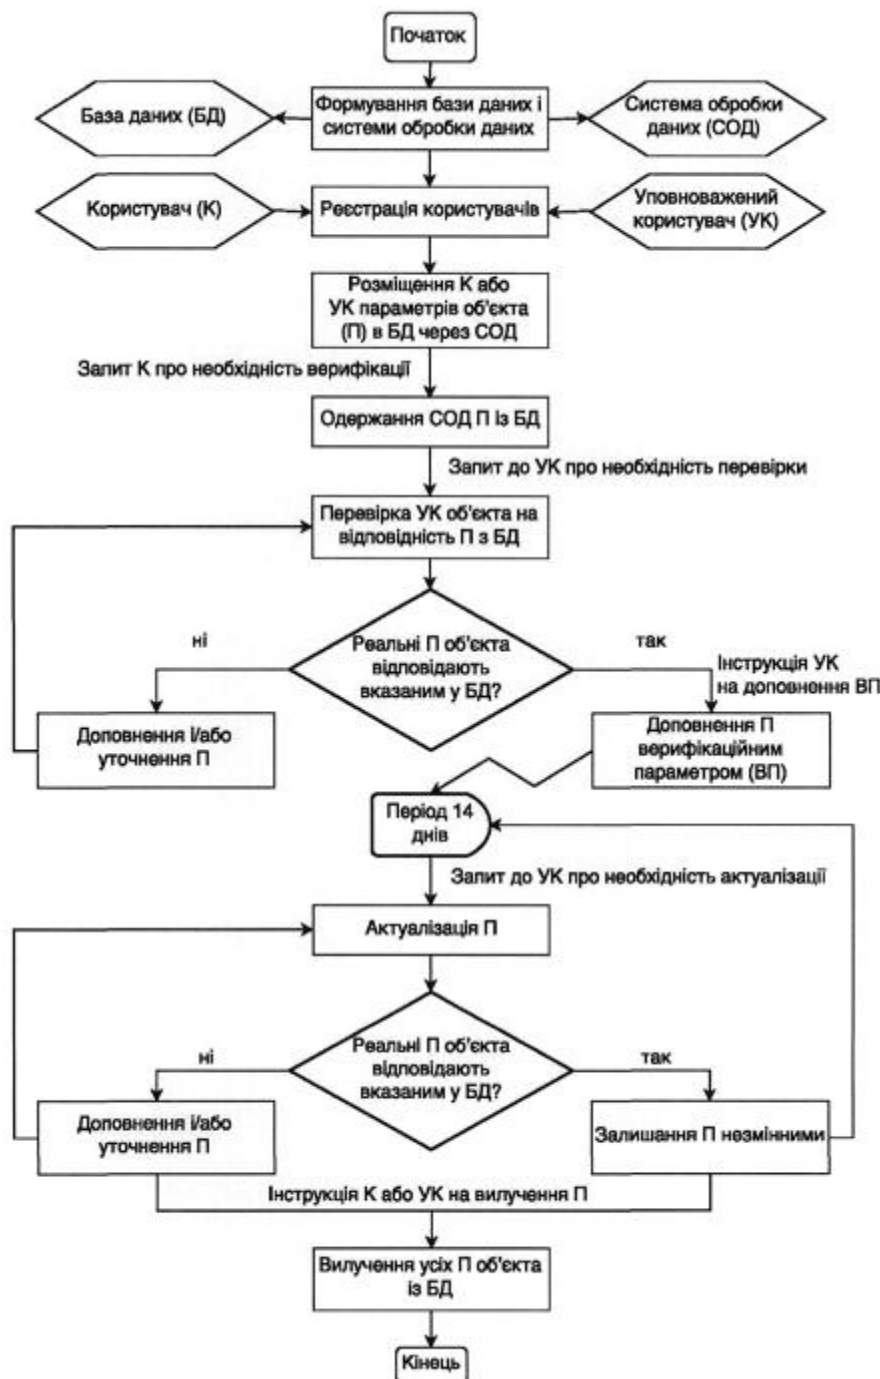 Початок
База даних (БД)
Формування бази даних і
системи обробки даних
Система обробки
даних (СОД)
Користувач (К)
Реєстрація користувачів
Уповноважений
користувач (УК)
Розміщення К або
УК параметрів об'єкта
(П) в БД через СОД
Запит К про необхідність верифікації
Одержання СОД П із БД
Запит до УК про необхідність перевірки
Перевірка УК об'єкта на
відповідність П з БД
ні
Реальні П об'єкта
відповідають
вказаним у БД?
так
Інструкція УК
на доповнення ВП
Доповнення і/або
уточнення П
Доповнення П
верифікаційним
параметром (ВП)
Період 14
днів
Запит до УК про необхідність актуалізації
Актуалізація П
ні
Реальні П об'єкта
відповідають
вказаним у БД?
так
Доповнення і/або
уточнення П
Залишання П незмінними
Інструкція К або УК на вилучення П
Вилучення усіх П об'єкта
із БД
Кінець